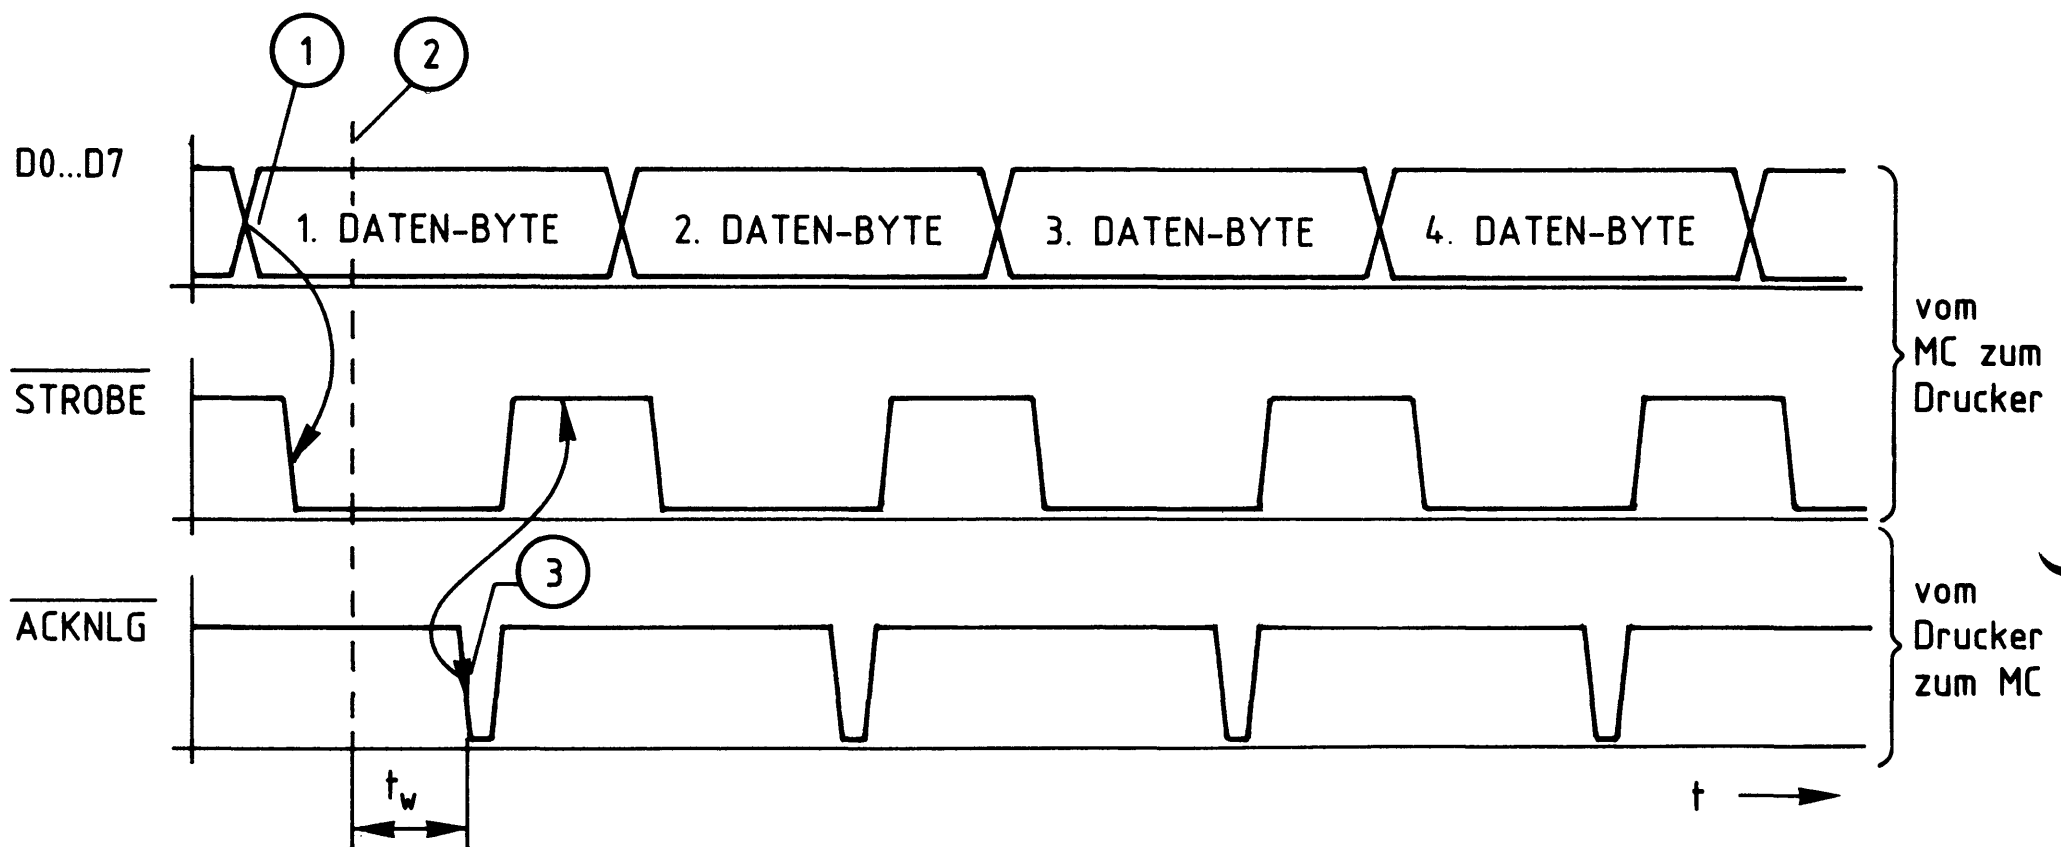 1
2
D0...D7
1. DATEN-BYTE
2. DATEN-BYTE
3. DATEN-BYTE
4. DATEN-BYTE
vom
MC zum
Drucker
STROBE
3
ACKNLG
vom
Drucker
zum MC
tw
t